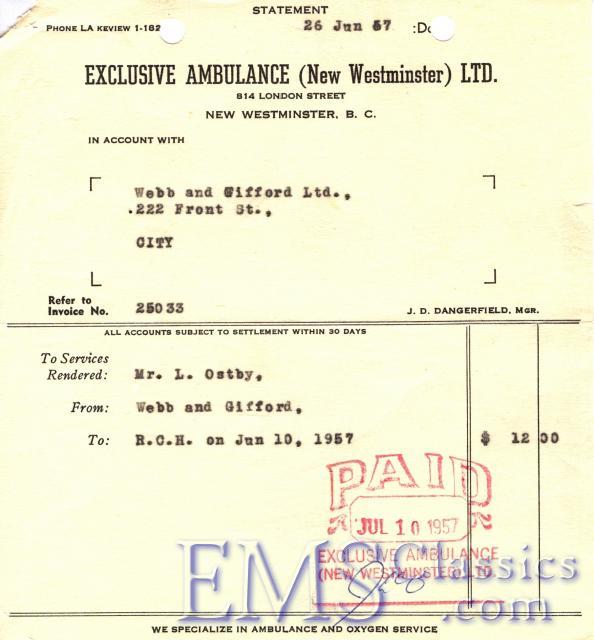 STATEMENT
PHONE LAKEVIEW 1-182
26 Jun 57
EXCLUSIVE AMBULANCE (New Westminster) LTD.
814 LONDON STREET
NEW WESTMINSTER, B. C.
IN ACCOUNT WITH
Webb and Gifford Ltd.,
.222 Front St.,
CITY
Refer to
Invoice No. 25033
J. D. DANGERFIELD, MGR.
ALL ACCOUNTS SUBJECT TO SETTLEMENT WITHIN 30 DAYS
To Services
Rendered: Mr. L. Ostby,
From: Webb and Gifford,
To: R.C.H. on Jun 10, 1957 $ 12 00
PAID
JUL 10 1957
EXCLUSIVE AMBULANCE
(NEW WESTMINSTER) LTD
EMSClassics
.com
WE SPECIALIZE IN AMBULANCE AND OXYGEN SERVICE